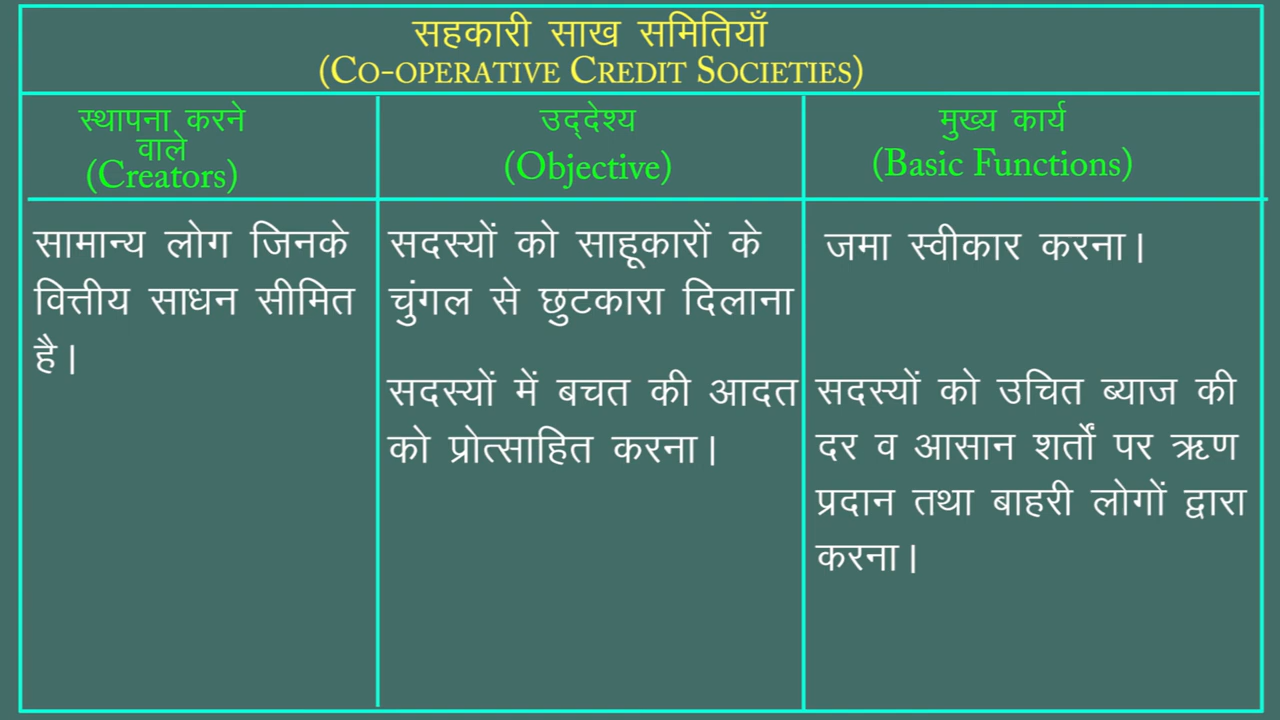 सहकारी साख समितियाँ
(CO-OPERATIVE CREDIT SOCIETIES)
स्थापना करने
वाले
(Creators)
उद्देश्य
(Objective)
मुख्य कार्य
(Basic Functions)
सामान्य लोग जिनके
वित्तीय साधन सीमित
है।
सदस्यों को साहूकारों के
चुंगल से छुटकारा दिलाना
सदस्यों में बचत की आदत
को प्रोत्साहित करना।
जमा स्वीकार करना।
सदस्यों को उचित ब्याज की
दर व आसान शर्तों पर ऋण
प्रदान तथा बाहरी लोगों द्वारा
करना।